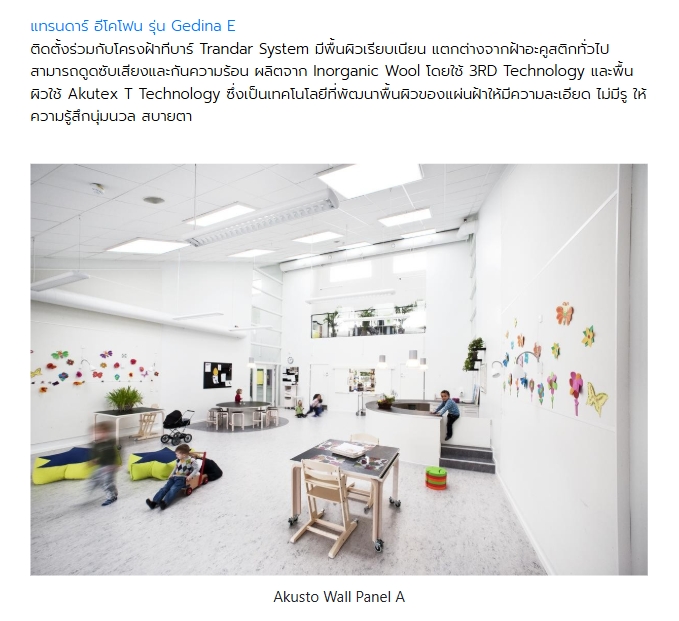 แทรนดาร์ อีโคโฟน รุ่น Gedina E
ติดตั้งร่วมกับโครงฝ้าทีบาร์ Trandar System มีพื้นผิวเรียบเนียน แตกต่างจากฝ้าอะคูสติกทั่วไป
สามารถดูดซับเสียงและกันความร้อน ผลิตจาก Inorganic Wool โดยใช้ 3RD Technology และพื้น
ผิวใช้ Akutex T Technology ซึ่งเป็นเทคโนโลยีที่พัฒนาพื้นผิวของแผ่นฝ้าให้มีความละเอียด ไม่มีรู ให้
ความรู้สึกนุ่มนวล สบายตา
Akusto Wall Panel A